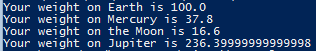 Your weight on Earth is 100.0
Your weight on Mercury is 37.8
Your weight on the Moon is 16.6
Your weight on Jupiter is 236.39999999999998